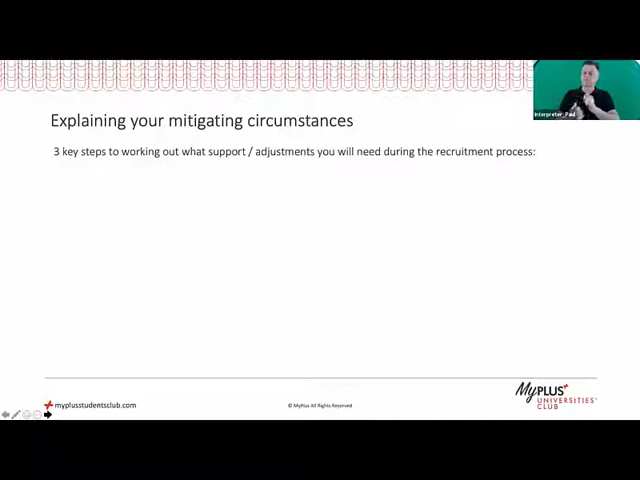 Interpreter_Paul
Explaining your mitigating circumstances
3 key steps to working out what support / adjustments you will need during the recruitment process:
myplusstudentsclub.com
© MyPlus All Rights Reserved
MyPLUS+
UNIVERSITIES'
CLUB